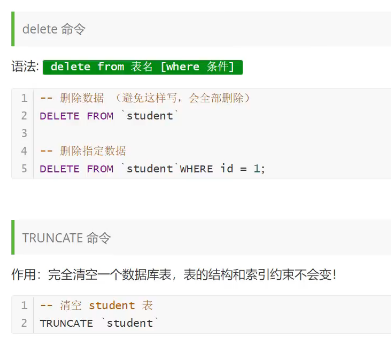 delete 命令
语法: delete from 表名 [where 条件]
1 -- 删除数据 （避免这样写，会全部删除）
2 DELETE FROM `student`
3
4 -- 删除指定数据
5 DELETE FROM `student`WHERE id = 1;
TRUNCATE 命令
作用：完全清空一个数据库表，表的结构和索引约束不会变！
1 -- 清空 student 表
2 TRUNCATE `student`